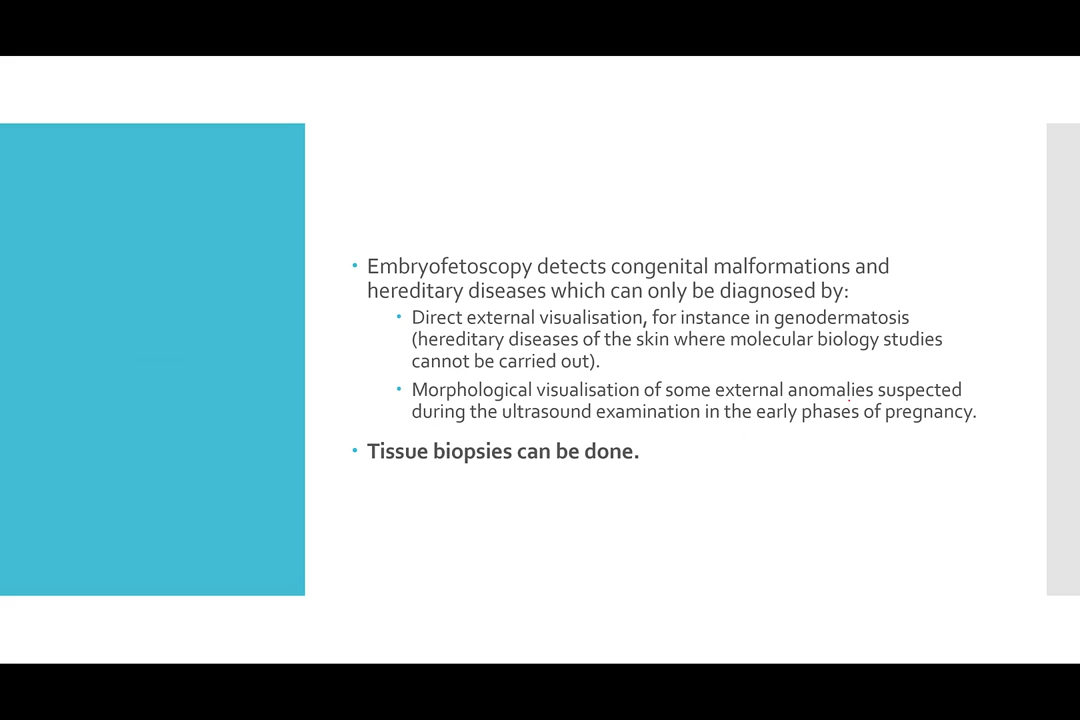 • Embryofetoscopy detects congenital malformations and
hereditary diseases which can only be diagnosed by:
• Direct external visualisation, for instance in genodermatosis
(hereditary diseases of the skin where molecular biology studies
cannot be carried out).
• Morphological visualisation of some external anomalies suspected
during the ultrasound examination in the early phases of pregnancy.
• Tissue biopsies can be done.